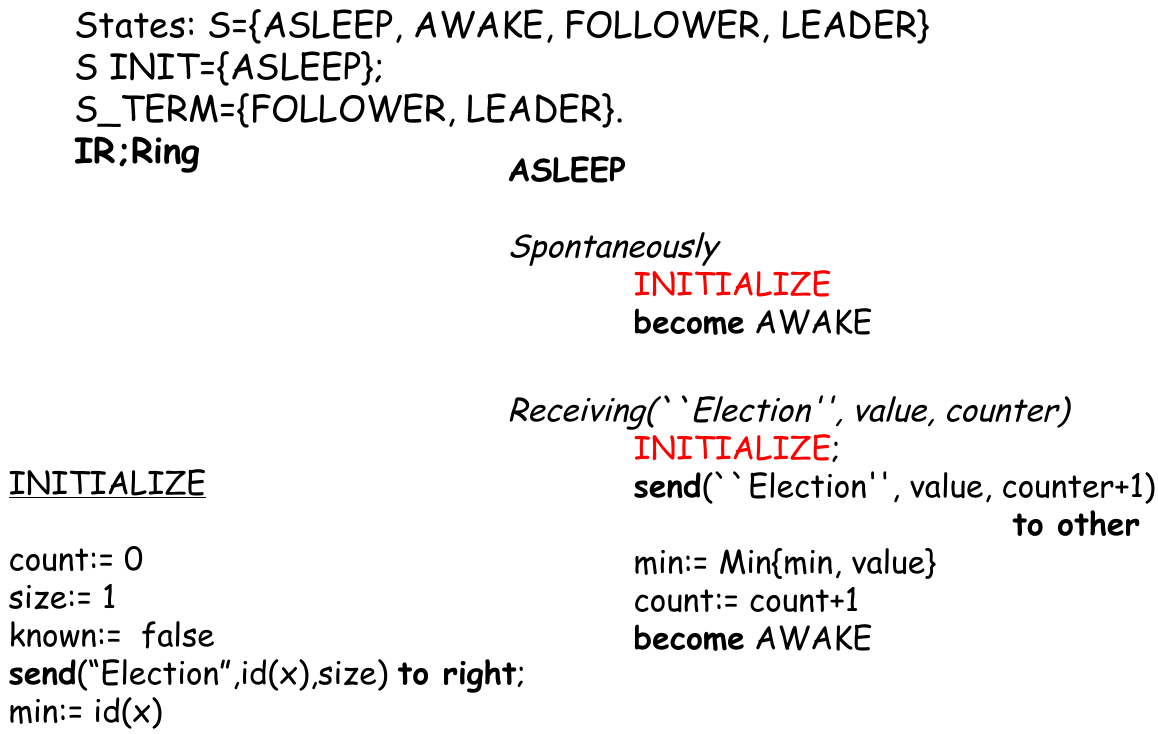 States: S={ASLEEP, AWAKE, FOLLOWER, LEADER}
S INIT={ASLEEP};
S_TERM={FOLLOWER, LEADER}.
IR;Ring
ASLEEP
Spontaneously
INITIALIZE
become AWAKE
Receiving(``Election'', value, counter)
INITIALIZE;
send(``Election'', value, counter+1)
to other
min:= Min{min, value}
count:= count+1
become AWAKE
INITIALIZE
count:= 0
size:= 1
known:= false
send(“Election”,id(x),size) to right;
min:= id(x)